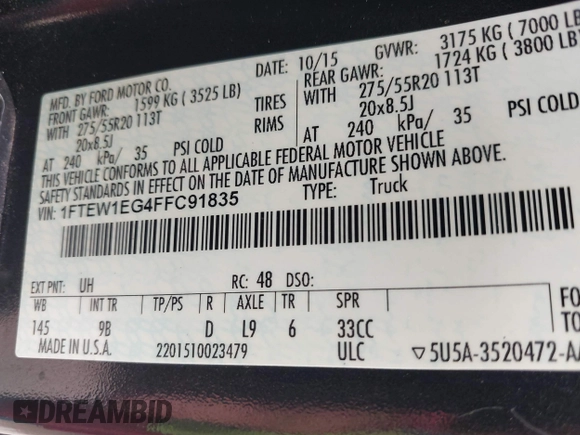 MFD. BY FORD MOTOR CO. DATE: 10/15 GVWR: 3175 KG ( 7000 LB
FRONT GAWR: 1599 KG ( 3525 LB) REAR GAWR: 1724 KG ( 3800 LB)
WITH 275/55R20 113T TIRES WITH 275/55R20 113T
20x8.5J RIMS 20x8.5J
AT 240 kPa/ 35 PSI COLD AT 240 kPa/ 35 PSI COLD
THIS VEHICLE CONFORMS TO ALL APPLICABLE FEDERAL MOTOR VEHICLE
SAFETY STANDARDS IN EFFECT ON THE DATE OF MANUFACTURE SHOWN ABOVE.
VIN: 1FTEW1EG4FFC91835 TYPE: Truck
EXT PNT: UH RC: 48 DSO:
WB INT TR TP/PS R AXLE TR SPR
145 9B D L9 6 33CC
MADE IN U.S.A. 2201510023479 ULC ▽5U5A-3520472-A
FO
TO
DREAMBID